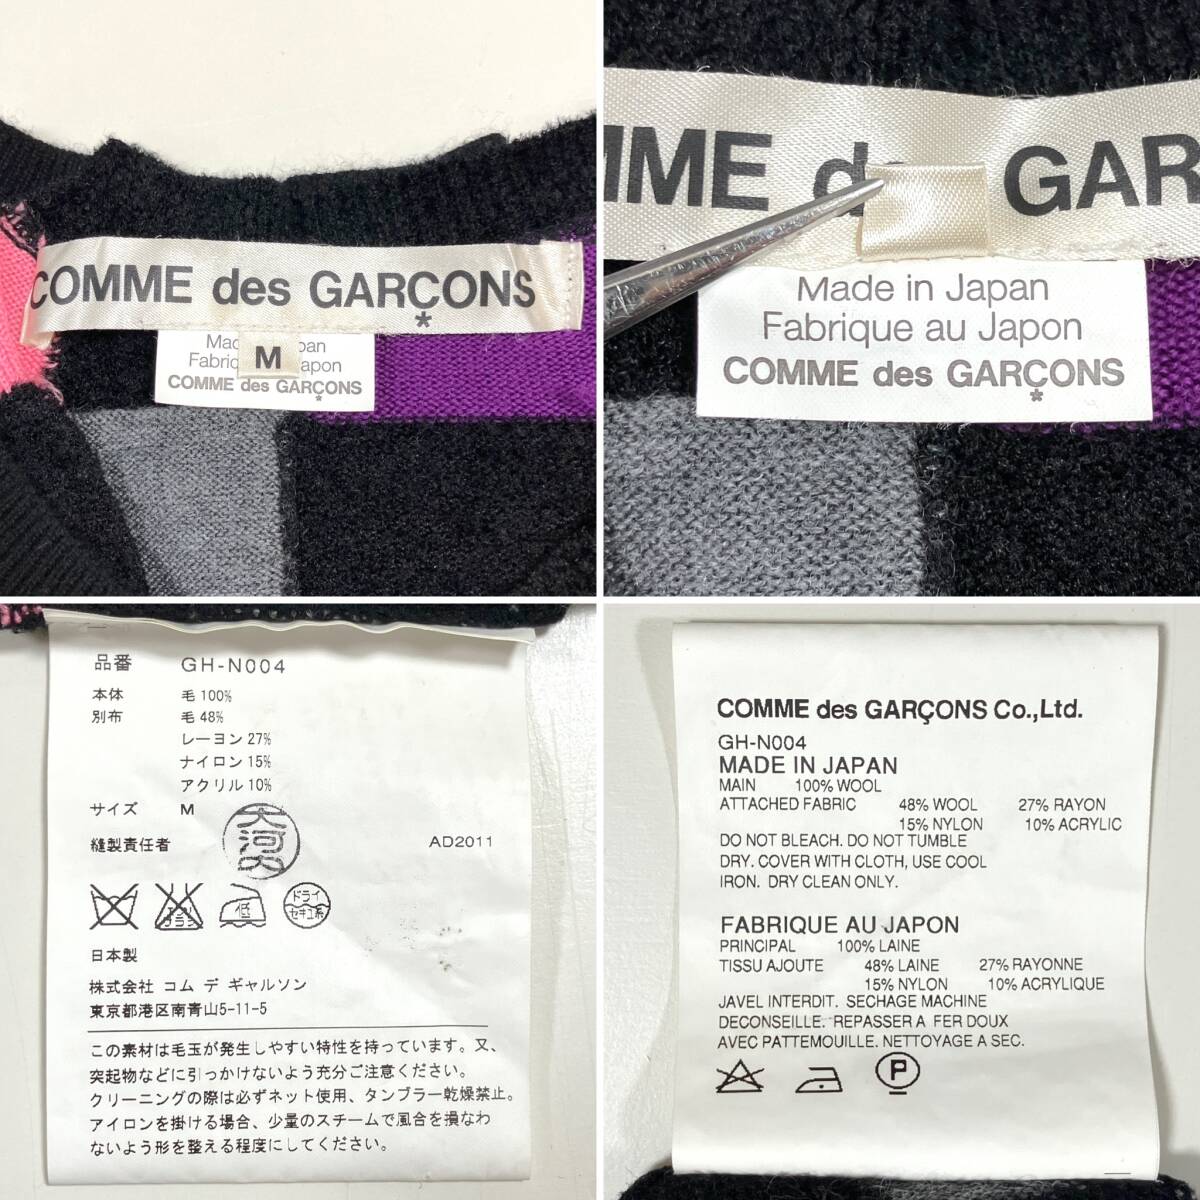 COMME des GARÇONS
*
M
COMME des GARÇONS
*
MME GAR
Made in Japan
Fabrique au Japon
COMME des GARÇONS
*
品番 GH-N004
本体 毛 100%
別布 毛 48%
レーヨン 27%
ナイロン 15%
アクリル 10%
サイズ M
縫製責任者 大河内 AD2011
低 ドライ
セキユ系
日本製
株式会社 コム デ ギャルソン
東京都港区南青山5-11-5
この素材は毛玉が発生しやすい特性を持っています。又、
突起物などに引っかけないよう充分ご注意ください。
クリーニングの際は必ずネット使用、タンブラー乾燥禁止。
アイロンを掛ける場合、少量のスチームで風合を損なわ
ないよう形を整える程度にしてください。
COMME des GARÇONS Co.,Ltd.
GH-N004
MADE IN JAPAN
MAIN 100% WOOL
ATTACHED FABRIC 48% WOOL 27% RAYON
15% NYLON 10% ACRYLIC
DO NOT BLEACH. DO NOT TUMBLE
DRY. COVER WITH CLOTH, USE COOL
IRON. DRY CLEAN ONLY.
FABRIQUE AU JAPON
PRINCIPAL 100% LAINE
TISSU AJOUTE 48% LAINE 27% RAYONNE
15% NYLON 10% ACRYLIQUE
JAVEL INTERDIT. SECHAGE MACHINE
DECONSEILLE. REPASSER A FER DOUX
AVEC PATTEMOUILLE. NETTOYAGE A SEC.
P